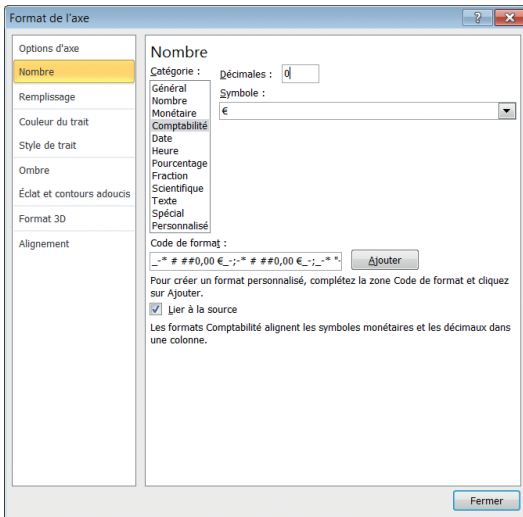 Format de l'axe
Options d'axe
Nombre
Remplissage
Couleur du trait
Style de trait
Ombre
Éclat et contours adoucis
Format 3D
Alignement
Nombre
Catégorie :
Général
Nombre
Monétaire
Comptabilité
Date
Heure
Pourcentage
Fraction
Scientifique
Texte
Spécial
Personnalisé
Décimales : 0
Symbole :
€
Code de format :
_-* # ##0,00 €_-;-* # ##0,00 €_-;_-* "-
Ajouter
Pour créer un format personnalisé, complétez la zone Code de format et cliquez
sur Ajouter.
Lier à la source
Les formats Comptabilité alignent les symboles monétaires et les décimaux dans
une colonne.
Fermer